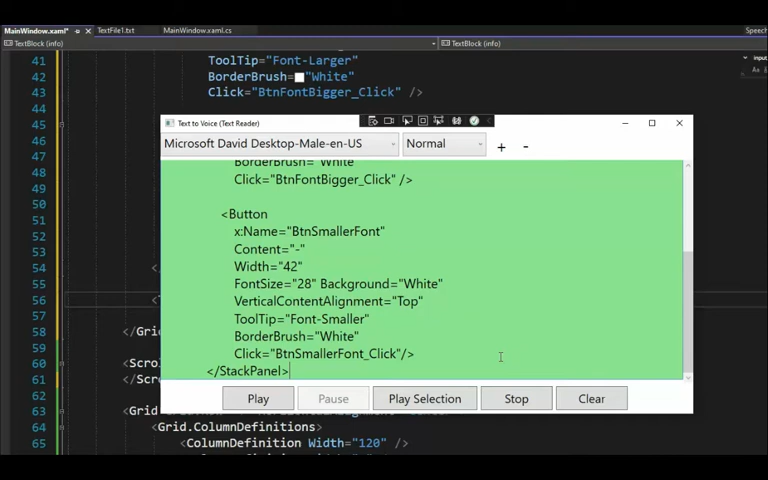 MainWindow.xaml*
TextFile1.txt
MainWindow.xaml.cs
Speech
TextBlock (info)
TextBlock (info)
input
41 ToolTip="Font-Larger"
42 BorderBrush="White"
43 Click="BtnFontBigger_Click" />
44
45
46
47
48
49
50
51
52
53
54 </
55
56 <
57
58 </Grid
59
60 <Scro
61 </Scr
62
63 <Grid
64 <Grid.ColumnDefinitions>
65 <ColumnDefinition Width="120" />
Text to Voice (Text Reader)
Microsoft David Desktop-Male-en-US
Normal
+
-
BorderBrush="White"
Click="BtnFontBigger_Click" />
<Button
x:Name="BtnSmallerFont"
Content="-"
Width="42"
FontSize="28" Background="White"
VerticalContentAlignment="Top"
ToolTip="Font-Smaller"
BorderBrush="White"
Click="BtnSmallerFont_Click"/>
</StackPanel>
Play
Pause
Play Selection
Stop
Clear